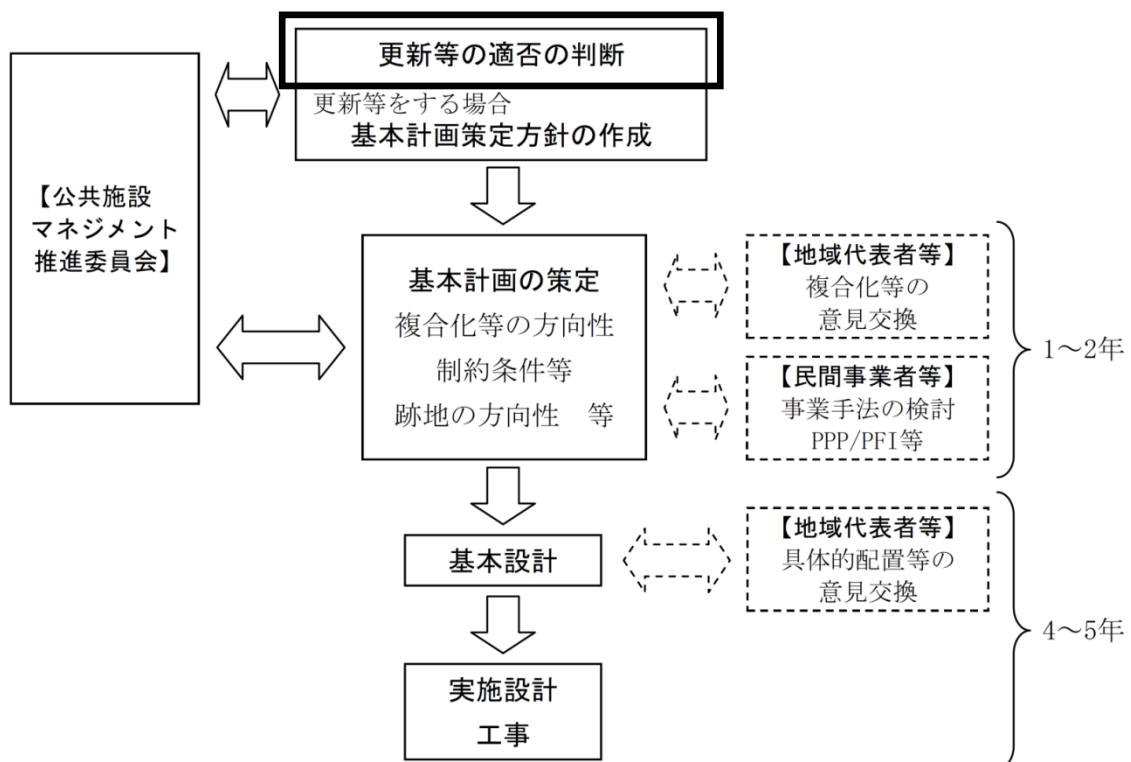 更新等の適否の判断
更新等をする場合
基本計画策定方針の作成
【公共施設
マネジメント
推進委員会】
基本計画の策定
複合化等の方向性
制約条件等
跡地の方向性　等
【地域代表者等】
複合化等の
意見交換
【民間事業者等】
事業手法の検討
PPP/PFI等
1～2年
基本設計
【地域代表者等】
具体的配置等の
意見交換
4～5年
実施設計
工事